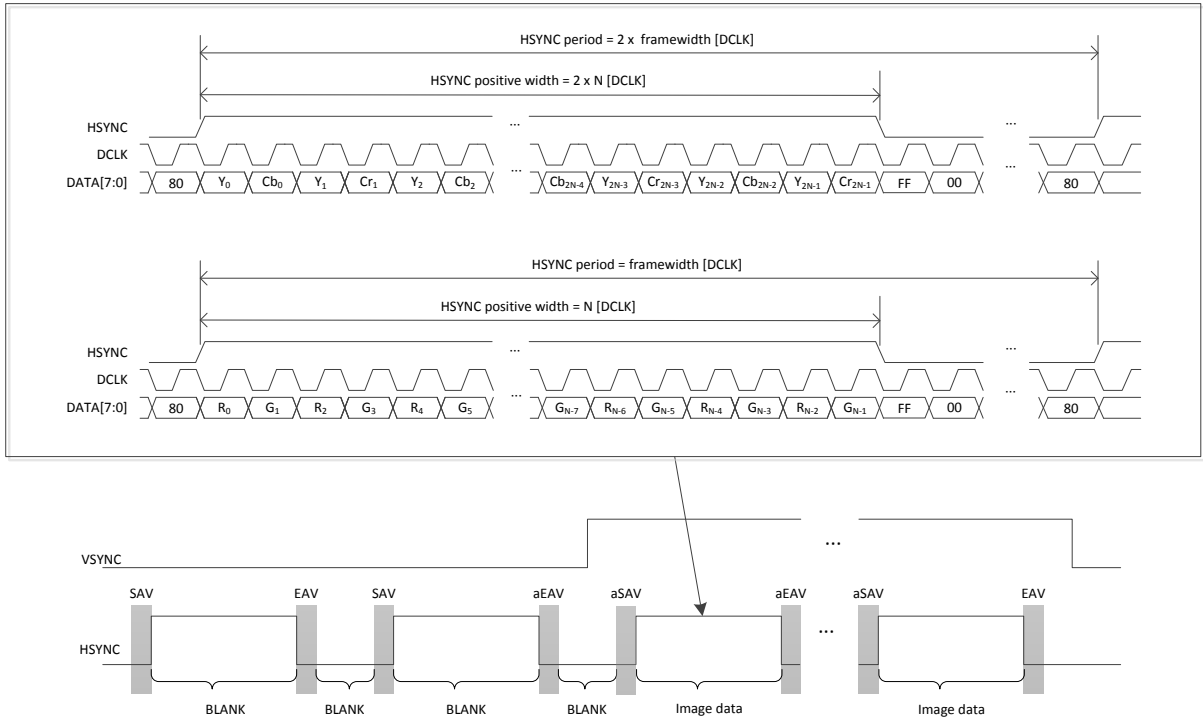 HSYNC period = 2 x framewidth [DCLK]
HSYNC positive width = 2 x N [DCLK]
HSYNC ... ...
DCLK
DATA[7:0] 80 Y0 Cb0 Y1 Cr1 Y2 Cb2 ... Cb2N-4 Y2N-3 Cr2N-3 Y2N-2 Cb2N-2 Y2N-1 Cr2N-1 FF 00 ... 80
HSYNC period = framewidth [DCLK]
HSYNC positive width = N [DCLK]
HSYNC ... ...
DCLK
DATA[7:0] 80 R0 G1 R2 G3 R4 G5 ... GN-7 RN-6 GN-5 RN-4 GN-3 RN-2 GN-1 FF 00 ... 80
VSYNC ...
SAV EAV SAV aEAV aSAV aEAV aSAV EAV
HSYNC ...
BLANK BLANK BLANK BLANK Image data Image data